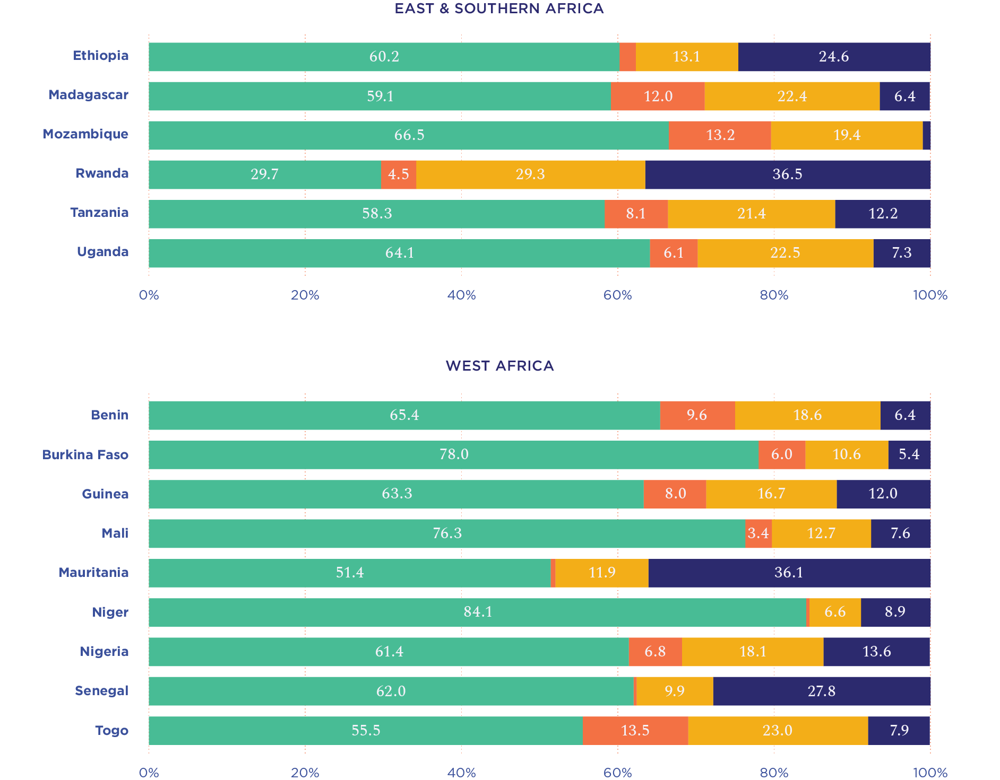 EAST & SOUTHERN AFRICA
Ethiopia 60.2 13.1 24.6
Madagascar 59.1 12.0 22.4 6.4
Mozambique 66.5 13.2 19.4
Rwanda 29.7 4.5 29.3 36.5
Tanzania 58.3 8.1 21.4 12.2
Uganda 64.1 6.1 22.5 7.3
0% 20% 40% 60% 80% 100%
WEST AFRICA
Benin 65.4 9.6 18.6 6.4
Burkina Faso 78.0 6.0 10.6 5.4
Guinea 63.3 8.0 16.7 12.0
Mali 76.3 3.4 12.7 7.6
Mauritania 51.4 11.9 36.1
Niger 84.1 6.6 8.9
Nigeria 61.4 6.8 18.1 13.6
Senegal 62.0 9.9 27.8
Togo 55.5 13.5 23.0 7.9
0% 20% 40% 60% 80% 100%